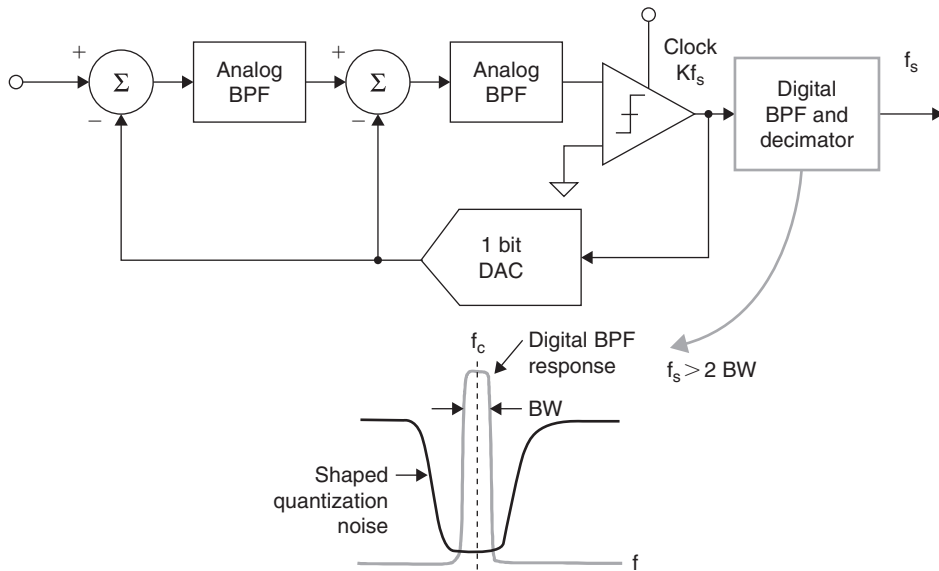 +
Σ
−
Analog
BPF
+
Σ
−
Analog
BPF
Clock
Kfs
Digital
BPF and
decimator
fs
1 bit
DAC
fc
Digital BPF
response
BW
fs > 2 BW
Shaped
quantization
noise
f